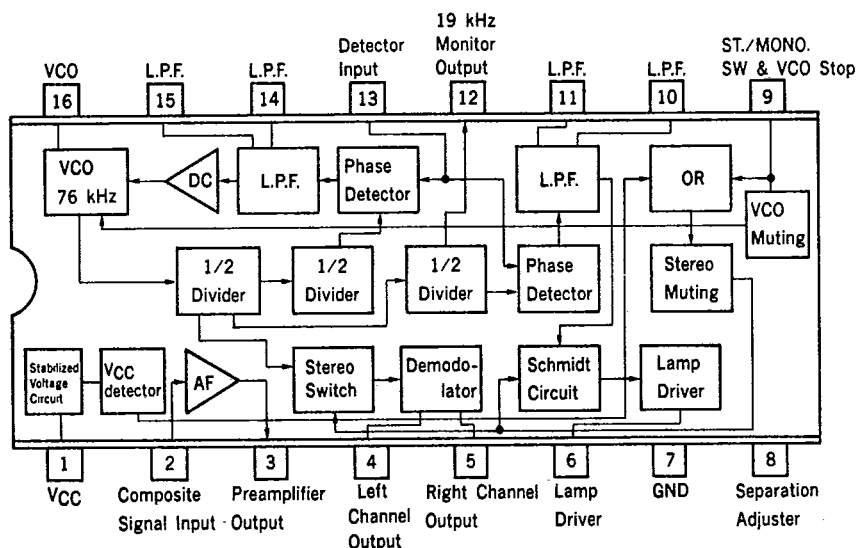 19 kHz
Detector Monitor ST./MONO.
VCO L.P.F. L.P.F. Input Output L.P.F. L.P.F. SW & VCO Stop
16 15 14 13 12 11 10 9
VCO
76 kHz
DC
L.P.F.
Phase
Detector
L.P.F.
OR
VCO
Muting
1/2
Divider
1/2
Divider
1/2
Divider
Phase
Detector
Stereo
Muting
Stabilized
Voltage
Circuit
VCC
detector
AF
Stereo
Switch
Demodo-
lator
Schmidt
Circuit
Lamp
Driver
1 2 3 4 5 6 7 8
VCC
Composite
Signal Input
Preamplifier
Output
Left
Channel
Output
Right Channel
Output
Lamp
Driver
GND
Separation
Adjuster